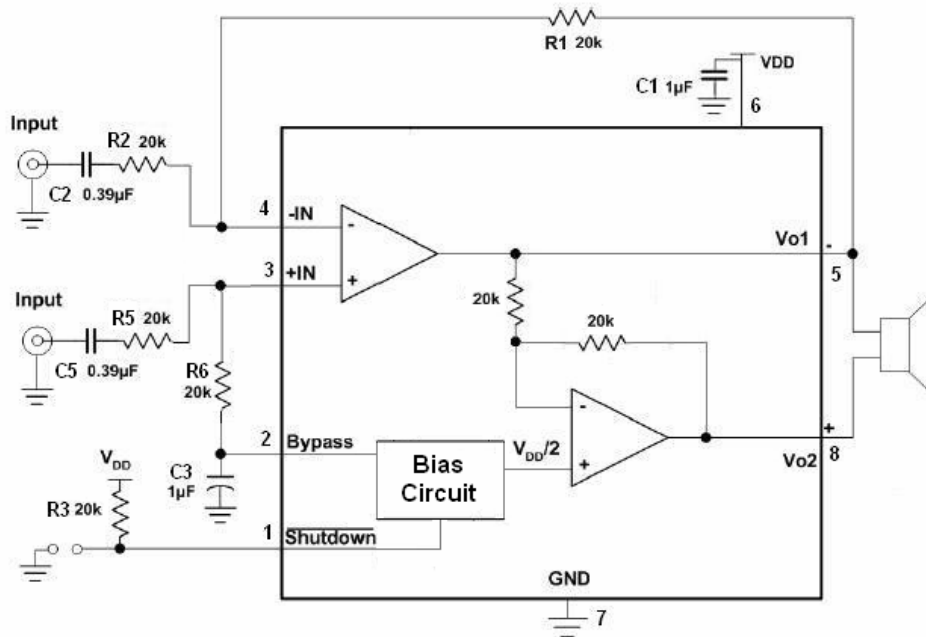 R1 20k
C1 1µF
VDD
6
Input
R2 20k
C2 0.39µF
4 -IN
-
Vo1 -
5
3 +IN
+
Input
R5 20k
C5 0.39µF
20k
20k
R6
20k
2 Bypass
-
VDD/2
+
+
Vo2 8
Bias
Circuit
C3
1µF
VDD
R3 20k
1 Shutdown
GND
7